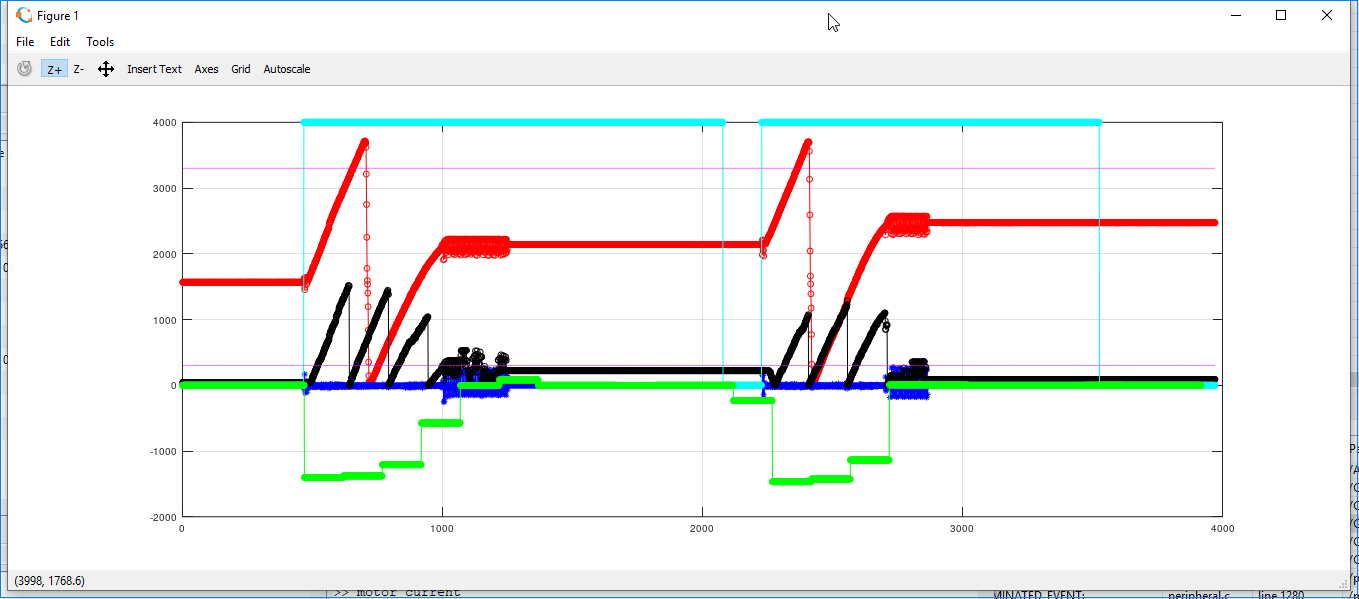 Figure 1
File Edit Tools
Z+ Z- Insert Text Axes Grid Autoscale
4000
3000
2000
1000
0
-1000
-2000
0 1000 2000 3000 4000
(3998, 1768.6)
>> motor current
MINATED EVENT: peripheral.c line 1280